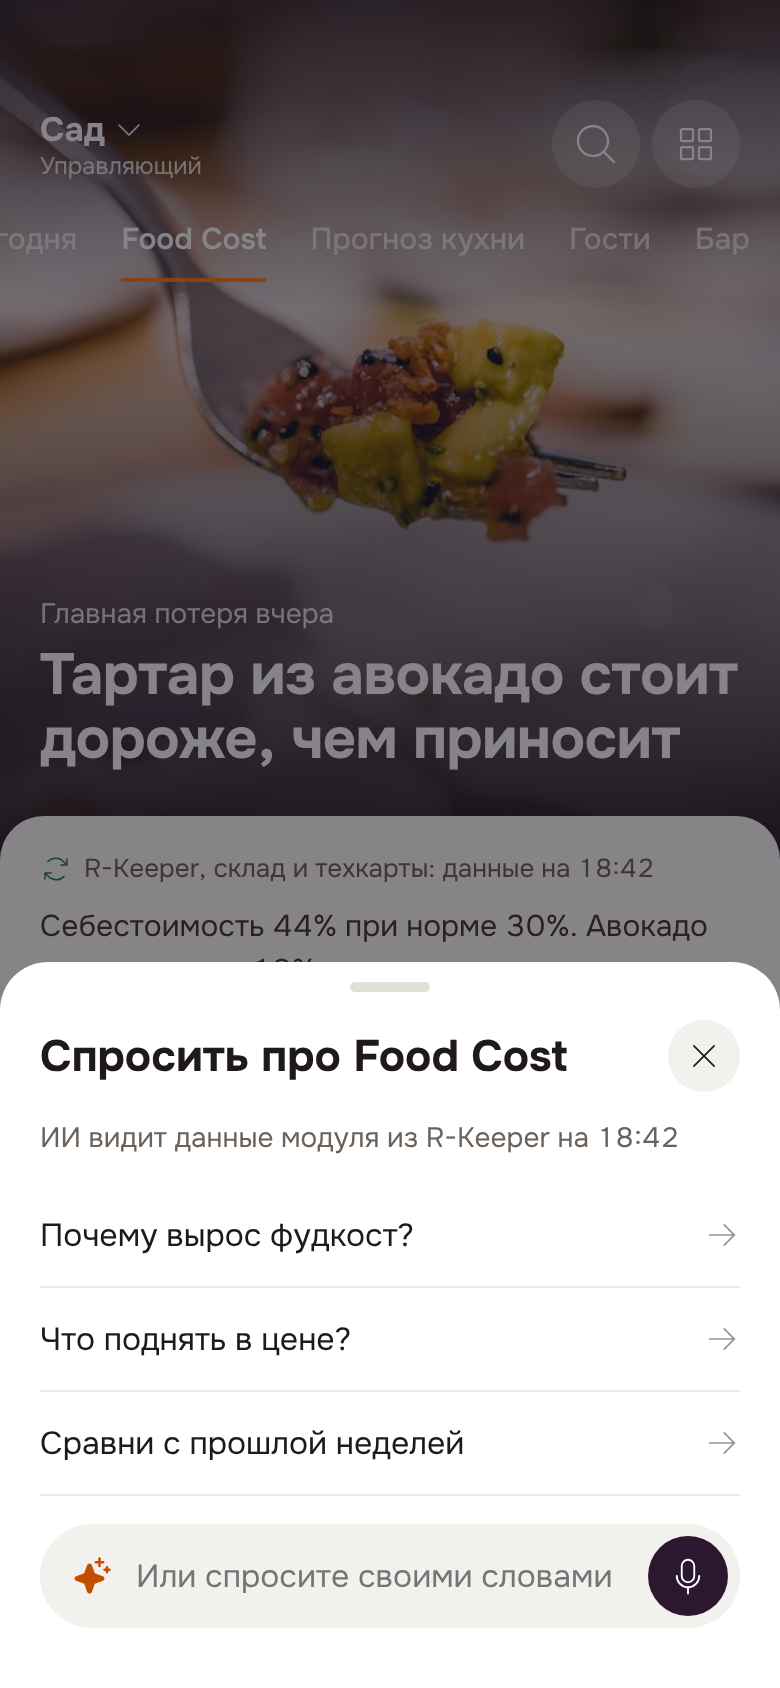 Сад
Управляющий
годня Food Cost Прогноз кухни Гости Бар
Главная потеря вчера
Тартар из авокадо стоит
дороже, чем приносит
R-Keeper, склад и техкарты: данные на 18:42
Себестоимость 44% при норме 30%. Авокадо
Спросить про Food Cost
ИИ видит данные модуля из R-Keeper на 18:42
Почему вырос фудкост?
Что поднять в цене?
Сравни с прошлой неделей
Или спросите своими словами